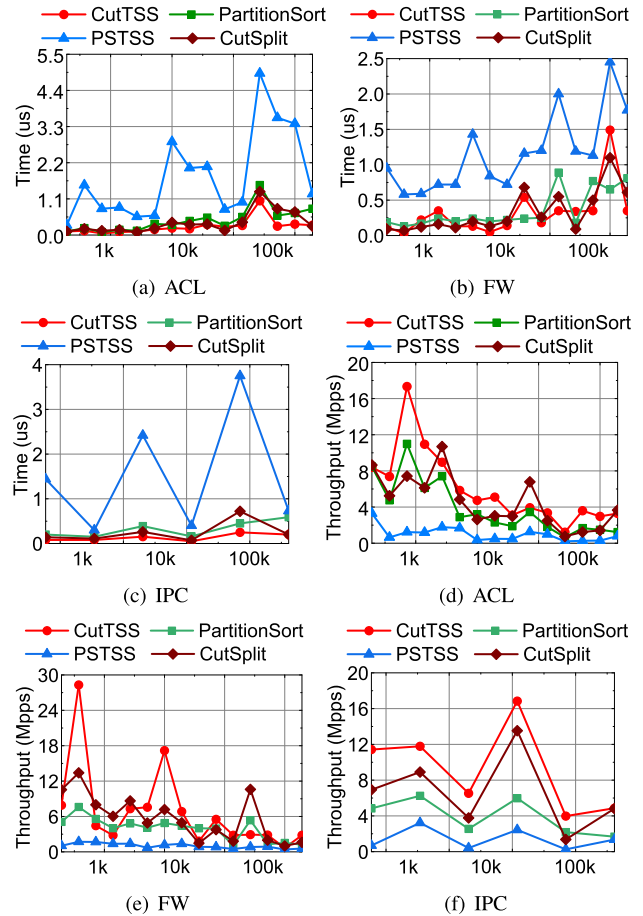 CutTSS PartitionSort CutTSS PartitionSort
PSTSS CutSplit PSTSS CutSplit
Time (us)
5.5
4.4
3.3
2.2
1.1
0.0
1k 10k 100k
(a) ACL
Time (us)
2.5
2.0
1.5
1.0
0.5
0.0
1k 10k 100k
(b) FW
CutTSS PartitionSort
PSTSS CutSplit
Time (us)
4
3
2
1
0
1k 10k 100k
(c) IPC
CutTSS PartitionSort
PSTSS CutSplit
Throughput (Mpps)
20
16
12
8
4
0
1k 10k 100k
(d) ACL
CutTSS PartitionSort
PSTSS CutSplit
Throughput (Mpps)
30
24
18
12
6
0
1k 10k 100k
(e) FW
CutTSS PartitionSort
PSTSS CutSplit
Throughput (Mpps)
20
16
12
8
4
0
1k 10k 100k
(f) IPC